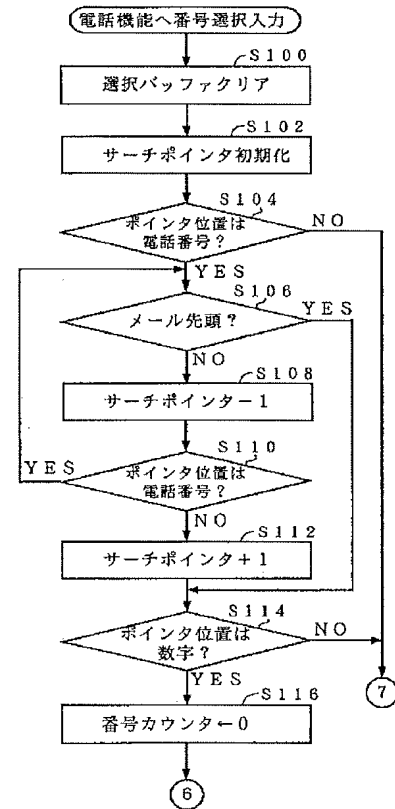 電話機能へ番号選択入力
S100
選択バッファクリア
S102
サーチポインタ初期化
S104
ポインタ位置は
電話番号?
NO
YES
S106
メール先頭?
YES
NO
S108
サーチポインター1
S110
YES
ポインタ位置は
電話番号?
NO
S112
サーチポインタ+1
S114
ポインタ位置は
数字?
NO
YES
S116
⑦
番号カウンタ←0
⑥